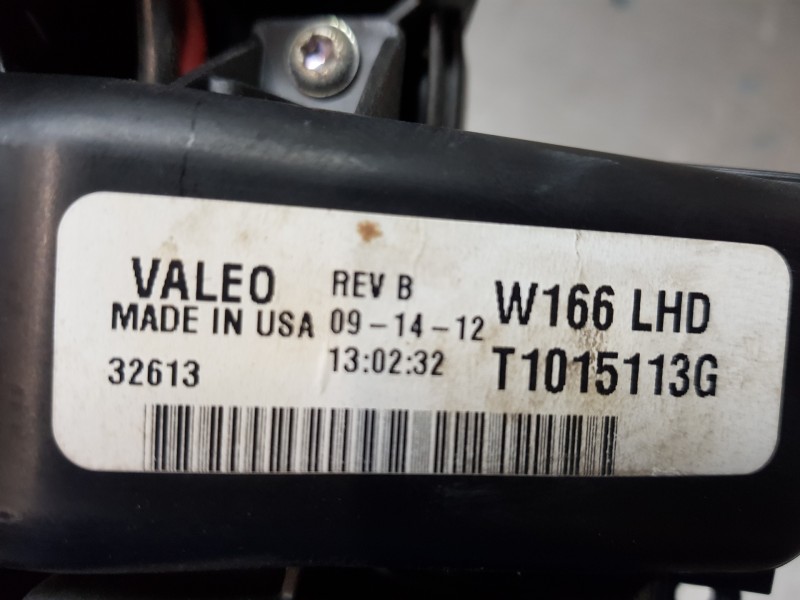 VALEO
MADE IN USA
32613
REV B
09-14-12
13:02:32
W166 LHD
T1015113G